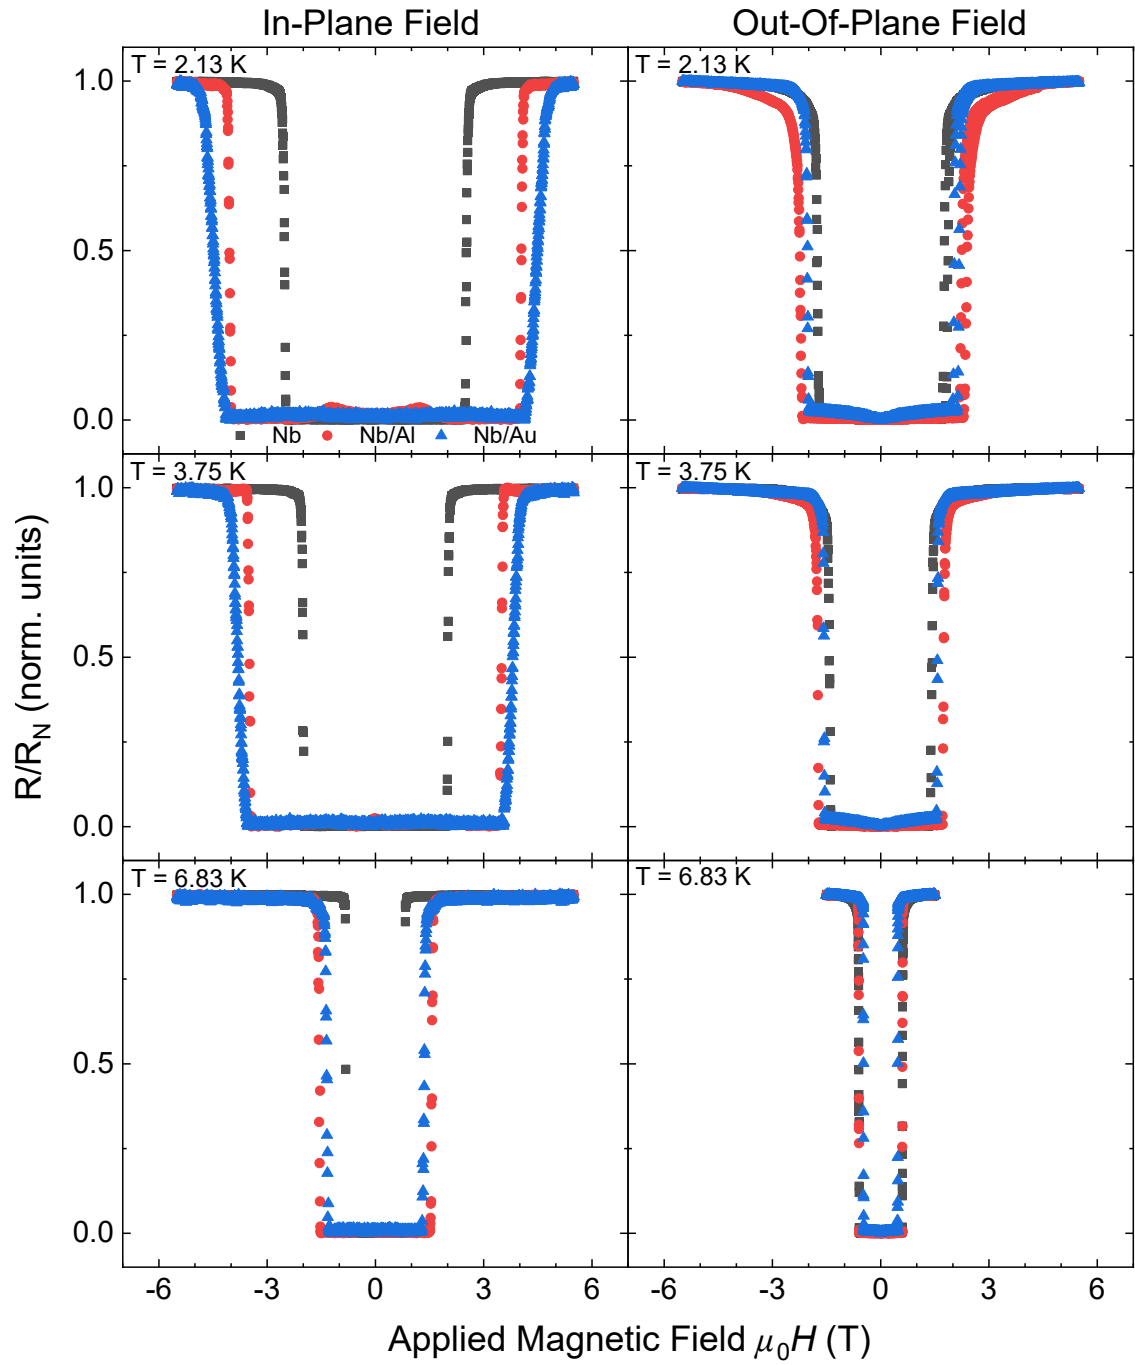 In-Plane Field Out-Of-Plane Field
T = 2.13 K T = 2.13 K
1.0
0.5
0.0
Nb Nb/Al Nb/Au
T = 3.75 K T = 3.75 K
1.0
0.5
0.0
T = 6.83 K T = 6.83 K
1.0
0.5
0.0
R/R_N (norm. units)
-6 -3 0 3 6 -6 -3 0 3 6
Applied Magnetic Field μ₀H (T)